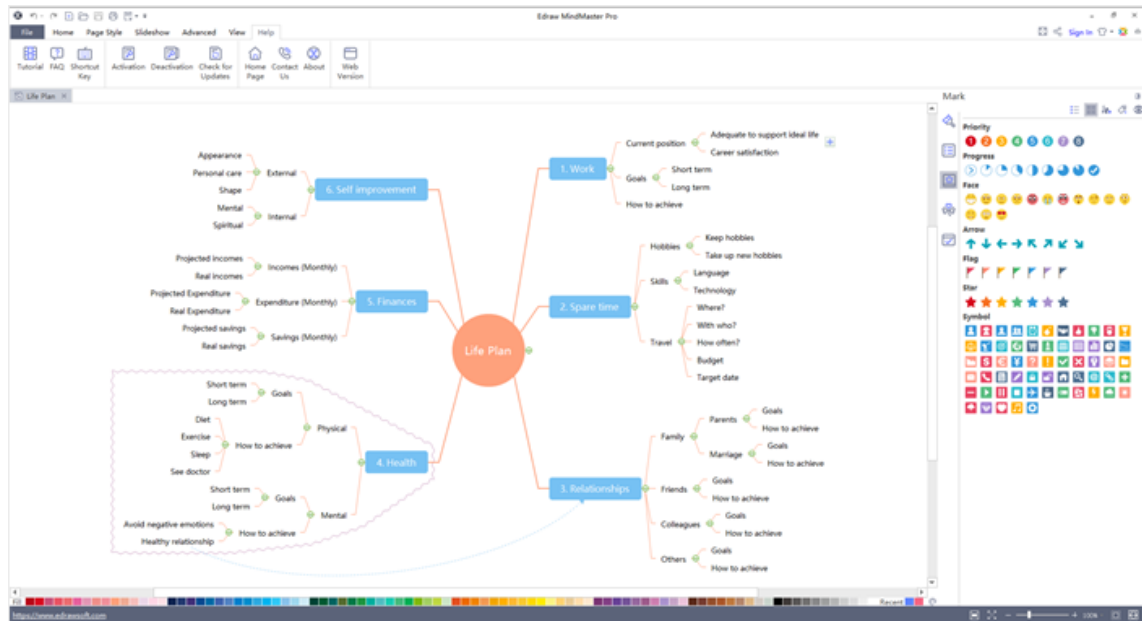 Edraw MindMaster Pro
File Home Page Style Slideshow Advanced View Help
Sign In
Tutorial FAQ Shortcut Key Activation Deactivation Check for Updates Home Page Contact Us About Web Version
Life Plan
Mark
Life Plan
1. Work
Current position
Adequate to support ideal life
Career satisfaction
Goals
Short term
Long term
How to achieve
2. Spare time
Hobbies
Keep hobbies
Take up new hobbies
Skills
Language
Technology
Travel
Where?
With who?
How often?
Budget
Target date
3. Relationships
Family
Parents
Goals
How to achieve
Marriage
Goals
How to achieve
Friends
Goals
How to achieve
Colleagues
Goals
How to achieve
Others
Goals
How to achieve
4. Health
Physical
Goals
Short term
Long term
How to achieve
Diet
Exercise
Sleep
See doctor
Mental
Goals
Short term
Long term
How to achieve
Avoid negative emotions
Healthy relationship
5. Finances
Incomes (Monthly)
Projected incomes
Real incomes
Expenditure (Monthly)
Projected Expenditure
Real Expenditure
Savings (Monthly)
Projected savings
Real savings
6. Self improvement
External
Appearance
Personal care
Shape
Internal
Mental
Spiritual
Priority
1 2 3 4 5 6 7 8
Progress
Face
Arrow
Flag
Star
Symbol
Fill
Recent
https://www.edrawsoft.com
100%